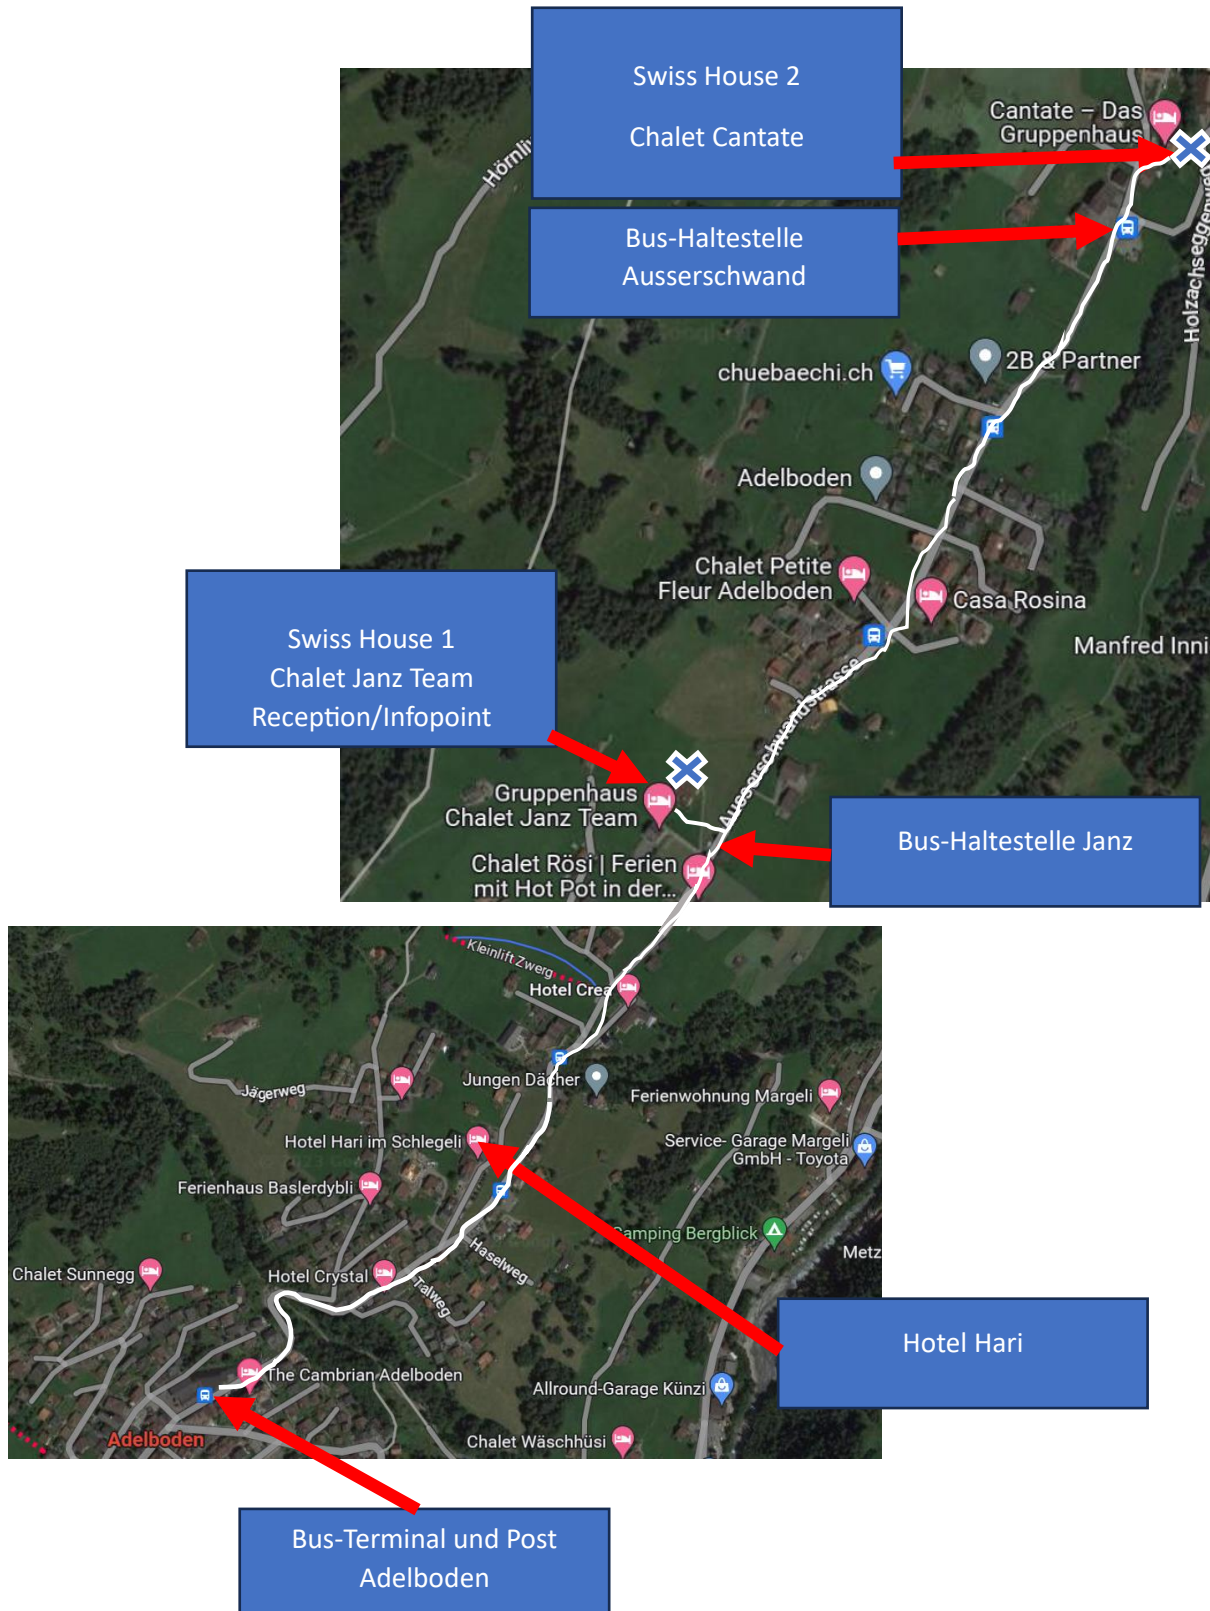 Swiss House 2
Chalet Cantate
Cantate – Das
Gruppenhaus
Bus-Haltestelle
Ausserschwand
Holzachseggenweg
2B & Partner
chuebaechi.ch
Adelboden
Chalet Petite
Fleur Adelboden
Casa Rosina
Manfred Inni
Swiss House 1
Chalet Janz Team
Reception/Infopoint
Ausserschwandstrasse
Gruppenhaus
Chalet Janz Team
Bus-Haltestelle Janz
Chalet Rösi | Ferien
mit Hot Pot in der...
Kleinlift Zwerg
Hotel Crea
Jungen Dächer
Jägerweg
Ferienwohnung Margeli
Hotel Hari im Schlegeli
Service- Garage Margeli
GmbH - Toyota
Ferienhaus Baslerdybli
Camping Bergblick
Metz
Haselweg
Chalet Sunnegg
Hotel Crystal
Talweg
Hotel Hari
The Cambrian Adelboden
Allround-Garage Künzi
Adelboden
Chalet Wäschhüsi
Bus-Terminal und Post
Adelboden